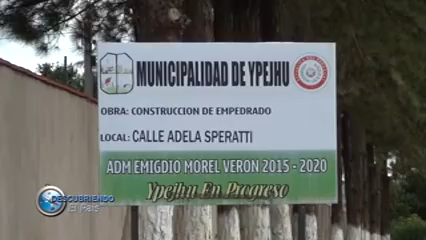 MUNICIPALIDAD DE YPEJHU
OBRA: CONSTRUCCION DE EMPEDRADO
LOCAL: CALLE ADELA SPERATTI
ADM EMIGDIO MOREL VERON 2015 - 2020
Ypejhu En Progreso
DESCUBRIENDO
El País